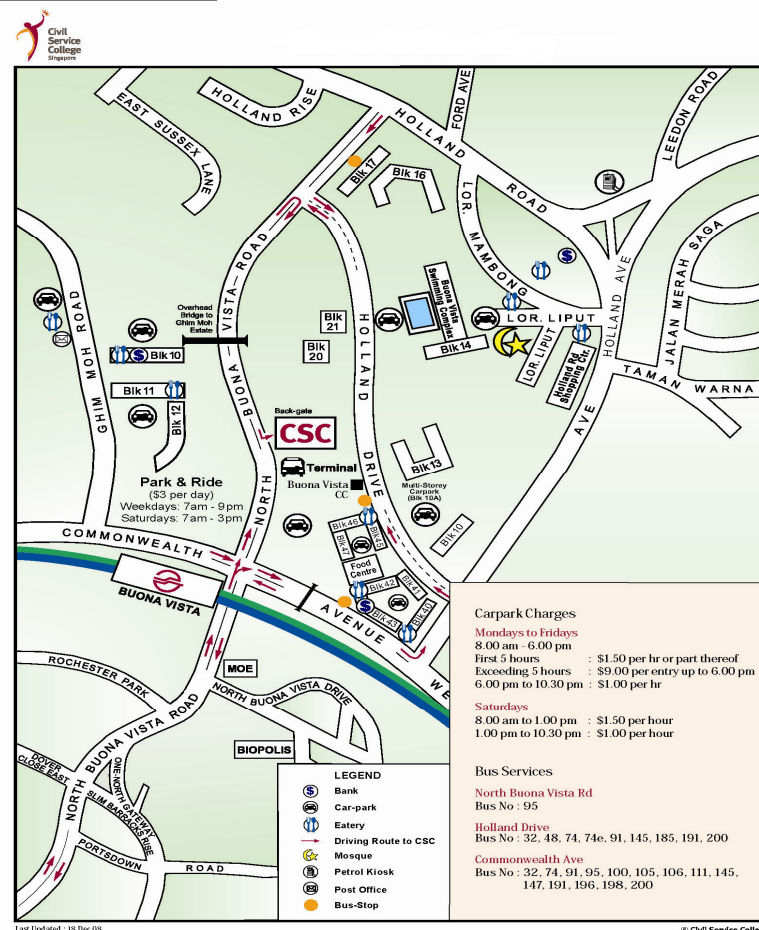 Civil
Service
College
Singapore
EAST SUSSEX LANE
HOLLAND RISE
HOLLAND ROAD
FORD AVE
LEEDON ROAD
Blk 17
Blk 16
LOR. MAMBONG
NORTH BUONA VISTA ROAD
GHIM MOH ROAD
Overhead
Bridge to
Ghim Moh
Estate
Blk 10
Blk 11
Blk 12
Blk
21
Blk
20
HOLLAND DRIVE
Buona Vista
Swimming Complex
Blk 14
LOR. LIPUT
LOR. LIPUT
Holland Rd
Shopping Ctr.
HOLLAND AVE
JALAN MERAH SAGA
TAMAN WARNA
AVE
Back-gate
CSC
Terminal
Buona Vista
CC
Blk13
Multi-Storey
Carpark
(Blk 10A)
Blk10
Park & Ride
($3 per day)
Weekdays: 7am - 9pm
Saturdays: 7am - 3pm
Blk46
Blk45
Blk47
Food
Centre
Blk42
Blk41
Blk43
Blk40
COMMONWEALTH AVENUE WE
BUONA VISTA
MOE
ROCHESTER PARK
NORTH BUONA VISTA DRIVE
NORTH BUONA VISTA ROAD
BIOPOLIS
DOVER
CLOSE EAST
ONE-NORTH GATEWAY
SLIM BARRACKS RISE
PORTSDOWN ROAD
LEGEND
$ Bank
Car-park
Eatery
Driving Route to CSC
Mosque
Petrol Kiosk
Post Office
Bus-Stop
Carpark Charges
Mondays to Fridays
8.00 am - 6.00 pm
First 5 hours : $1.50 per hr or part thereof
Exceeding 5 hours : $9.00 per entry up to 6.00 pm
6.00 pm to 10.30 pm : $1.00 per hr
Saturdays
8.00 am to 1.00 pm : $1.50 per hour
1.00 pm to 10.30 pm : $1.00 per hour
Bus Services
North Buona Vista Rd
Bus No : 95
Holland Drive
Bus No : 32, 48, 74, 74e, 91, 145, 185, 191, 200
Commonwealth Ave
Bus No : 32, 74, 91, 95, 100, 105, 106, 111, 145,
147, 191, 196, 198, 200
Last Updated : 18 Dec 08
© Civil Service Colle